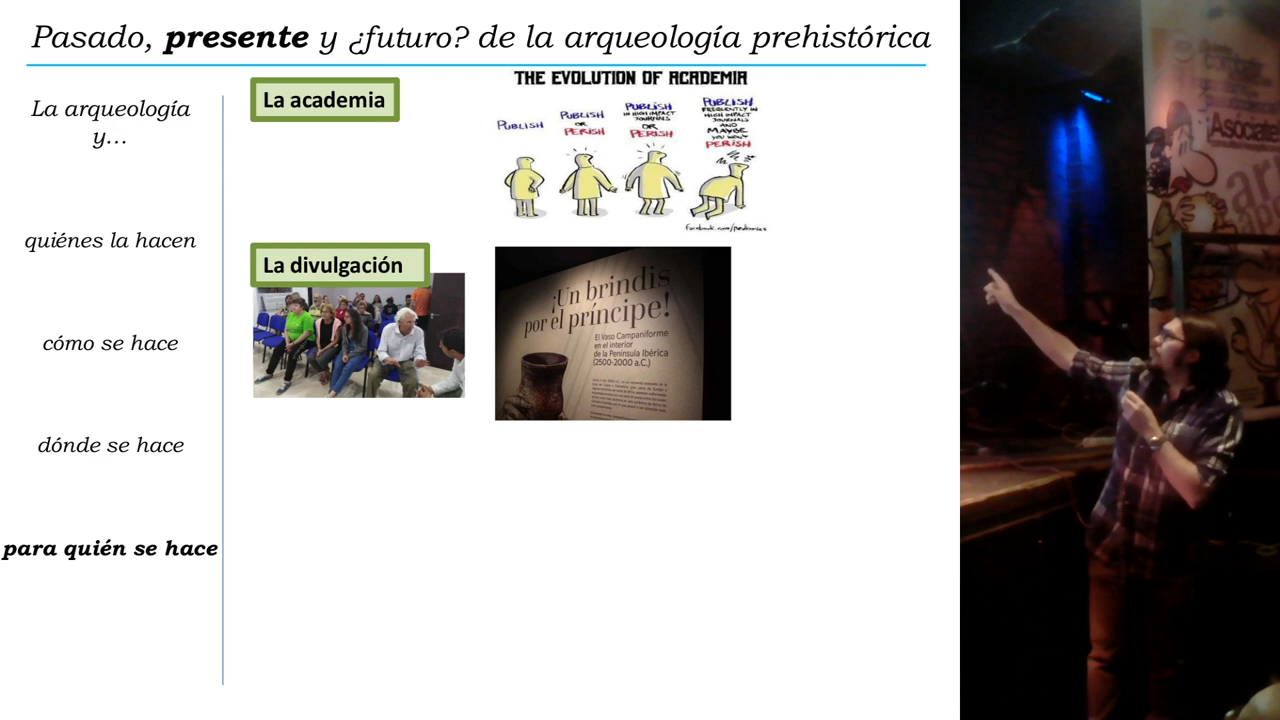 Pasado, presente y ¿futuro? de la arqueología prehistórica
La arqueología
y...
quiénes la hacen
cómo se hace
dónde se hace
para quién se hace
La academia
THE EVOLUTION OF ACADEMIA
PUBLISH
PUBLISH
OR
PERISH
PUBLISH
IN HIGH IMPACT
JOURNALS
OR
PERISH
PUBLISH
FREQUENTLY IN
HIGH IMPACT
JOURNALS
AND
MAYBE
YOU WON'T
PERISH
La divulgación
¡Un brindis
por el príncipe!
El Vaso Campaniforme
en el interior
de la Península Ibérica
(2500-2000 a.C.)